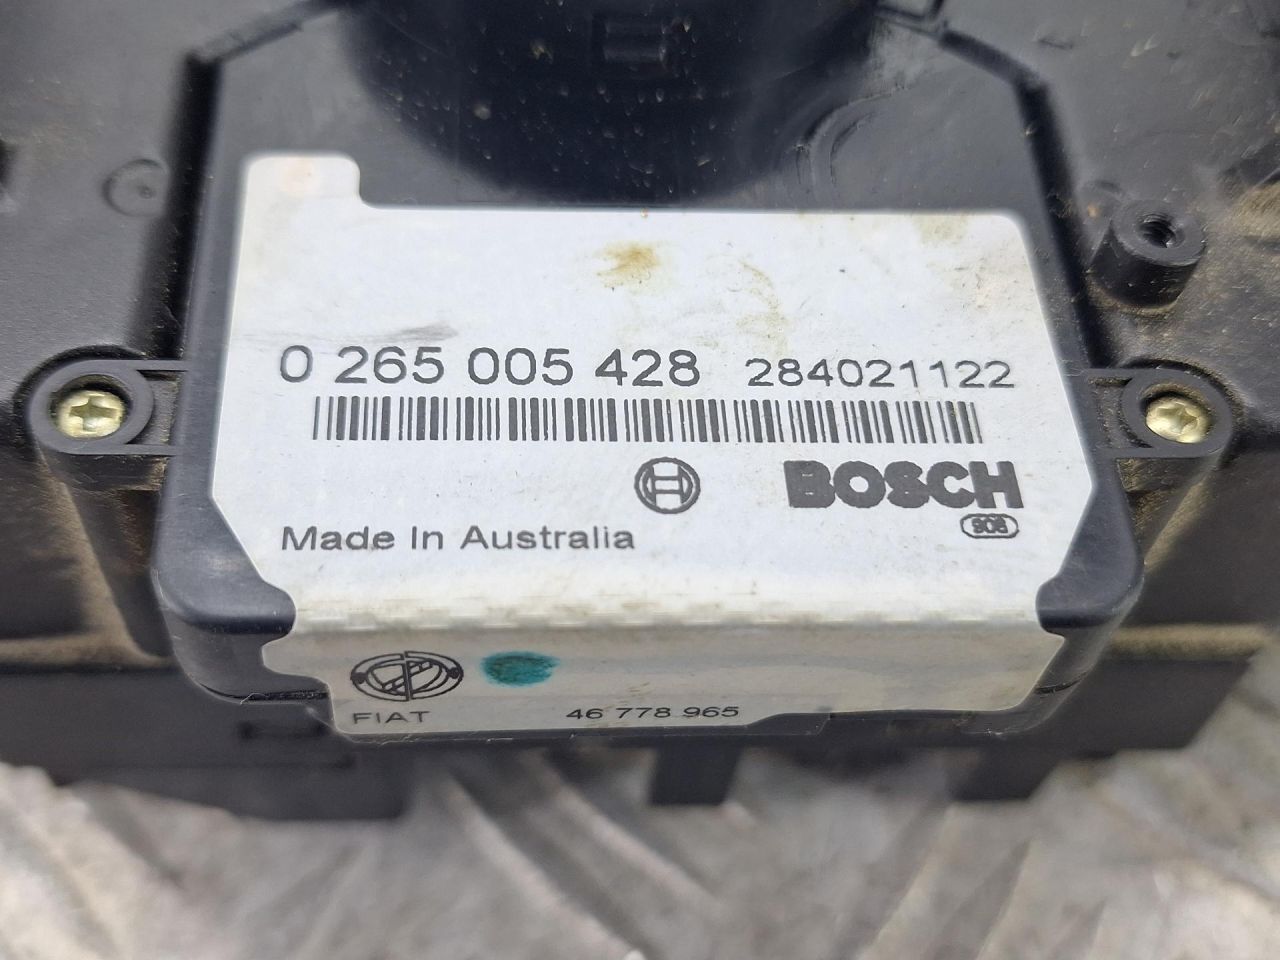 0 265 005 428 284021122
BOSCH
Made In Australia
FIAT 46 778 965